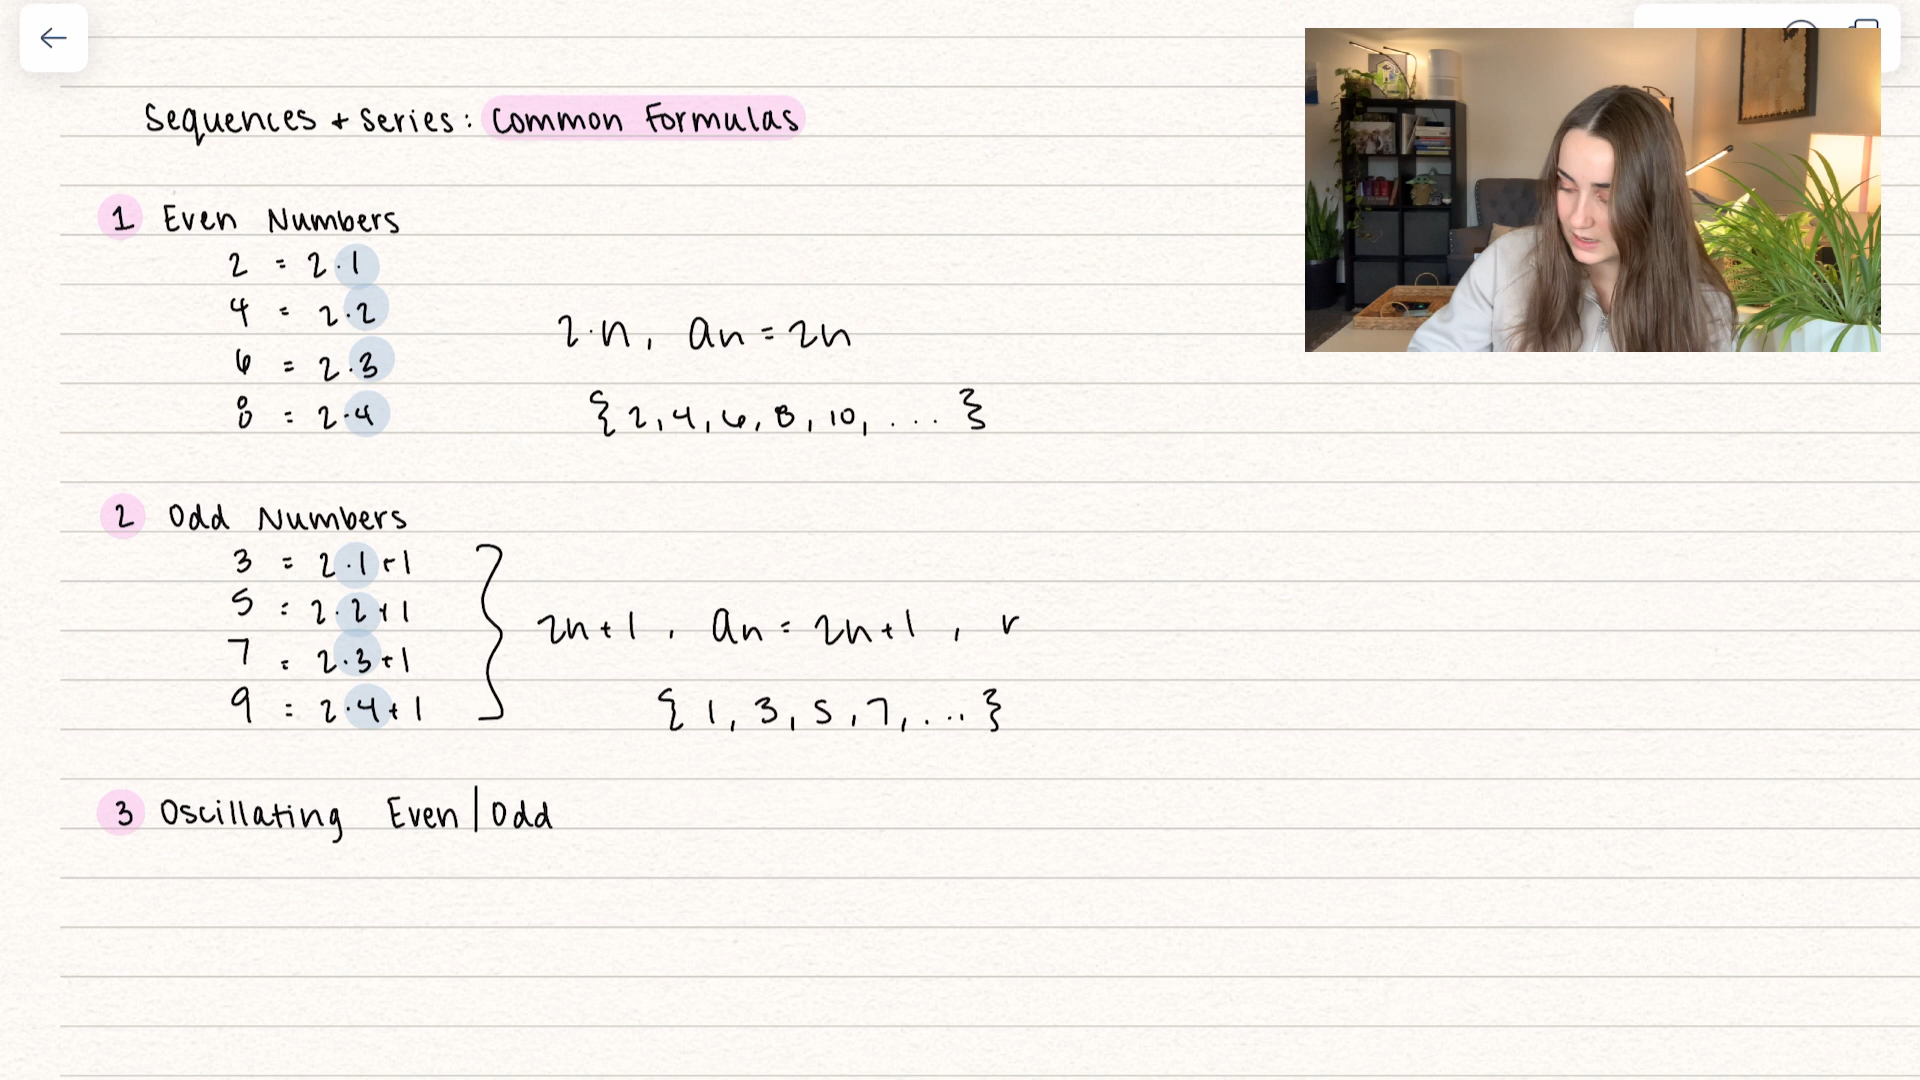 Sequences + Series: Common Formulas
1 Even Numbers
2 = 2·1
4 = 2·2
6 = 2·3
8 = 2·4
2·n, an = 2n
{2, 4, 6, 8, 10, ... }
2 Odd Numbers
3 = 2·1+1
5 = 2·2+1
7 = 2·3+1
9 = 2·4+1
2n+1, an = 2n+1, r
{1, 3, 5, 7, ... }
3 Oscillating Even|Odd